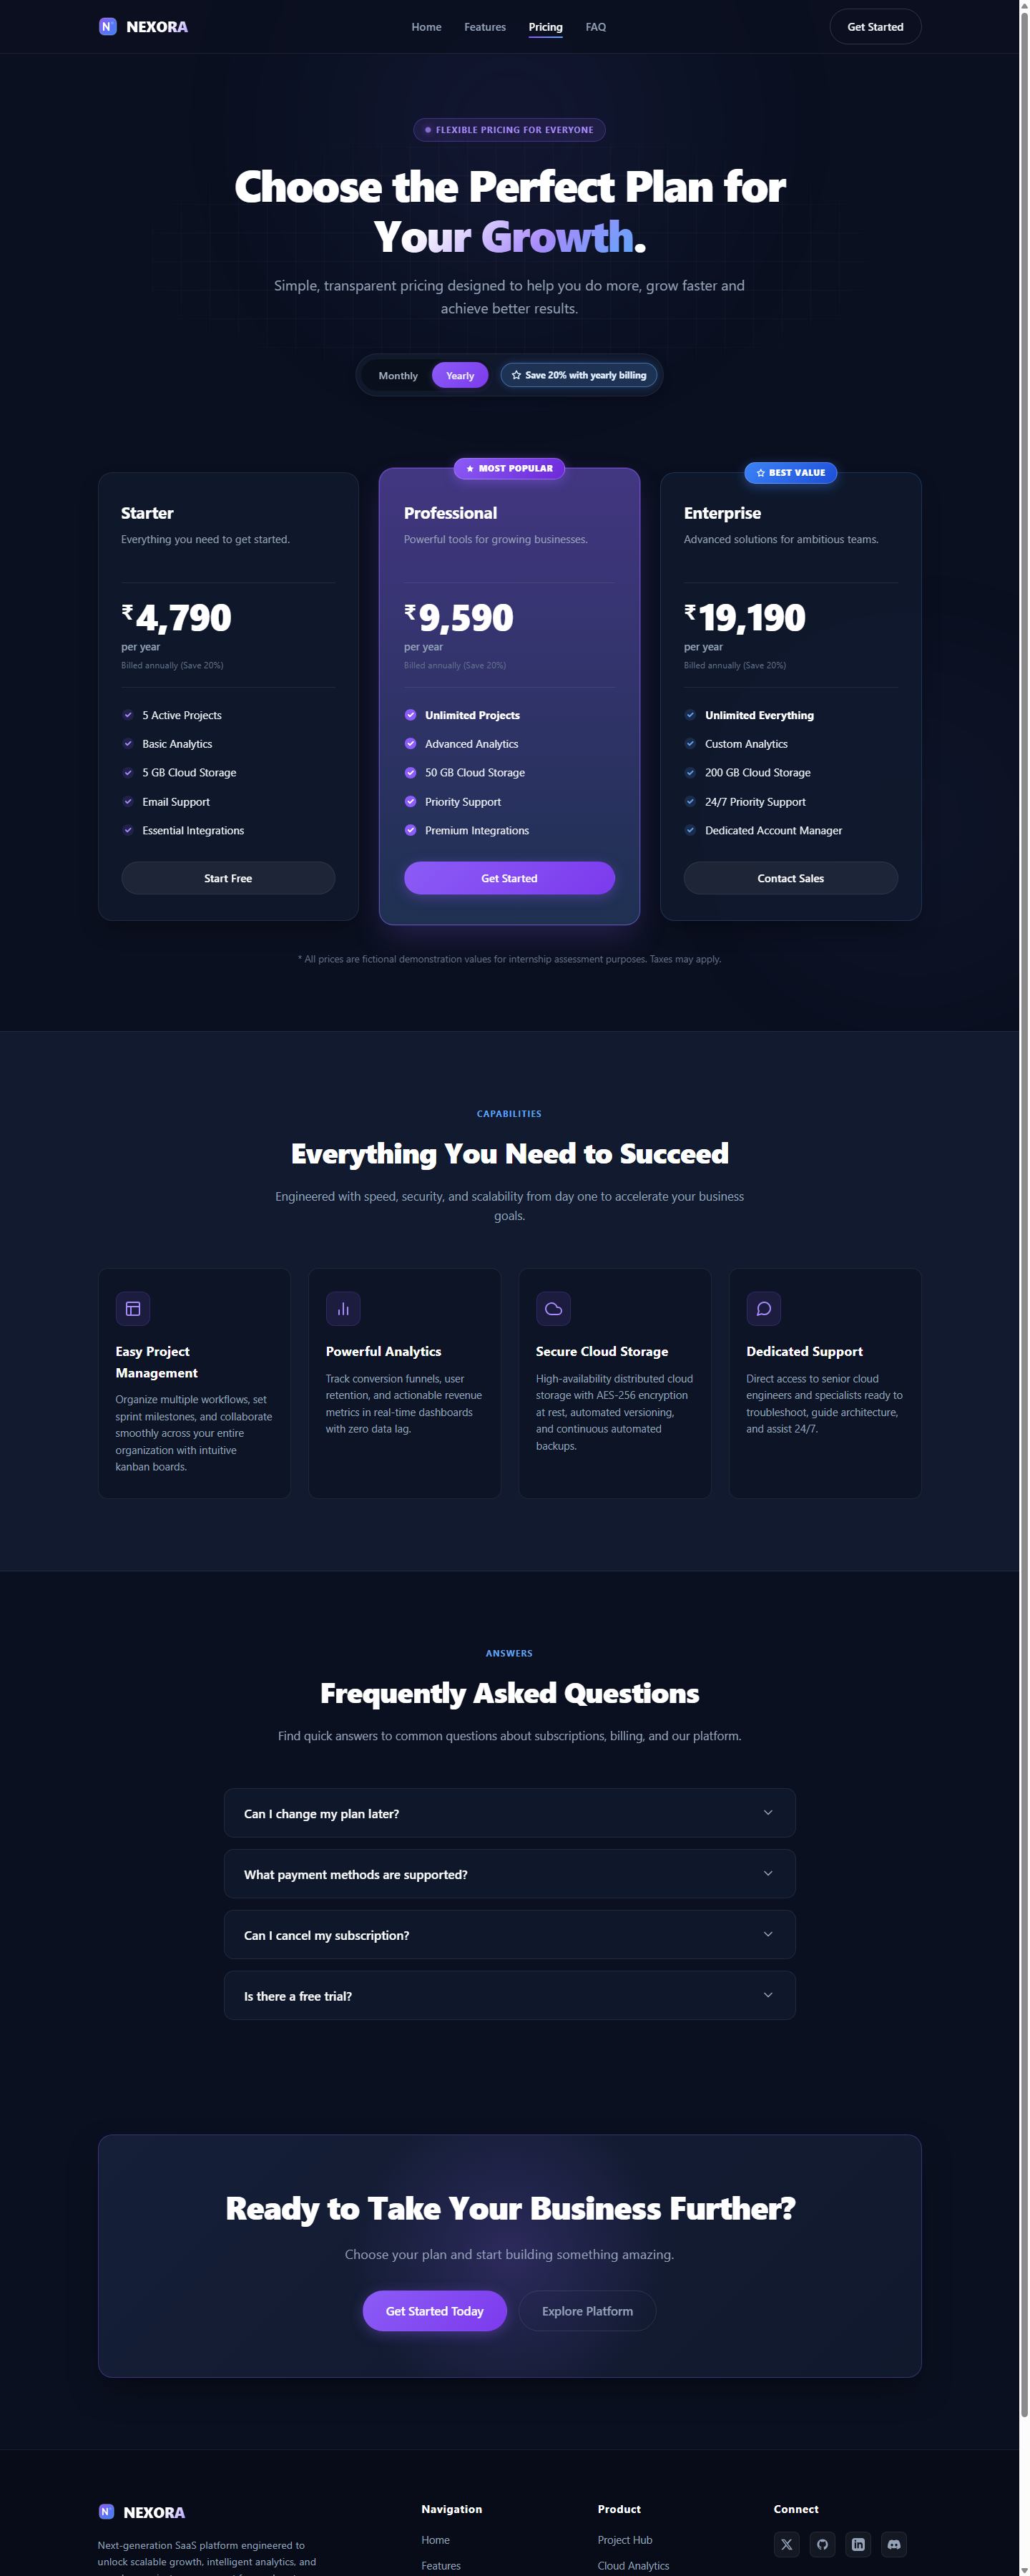 NEXORA
Home Features Pricing FAQ
Get Started
FLEXIBLE PRICING FOR EVERYONE
Choose the Perfect Plan for
Your Growth.
Simple, transparent pricing designed to help you do more, grow faster and
achieve better results.
Monthly Yearly Save 20% with yearly billing
Starter
Everything you need to get started.
₹4,790
per year
Billed annually (Save 20%)
5 Active Projects
Basic Analytics
5 GB Cloud Storage
Email Support
Essential Integrations
Start Free
MOST POPULAR
Professional
Powerful tools for growing businesses.
₹9,590
per year
Billed annually (Save 20%)
Unlimited Projects
Advanced Analytics
50 GB Cloud Storage
Priority Support
Premium Integrations
Get Started
BEST VALUE
Enterprise
Advanced solutions for ambitious teams.
₹19,190
per year
Billed annually (Save 20%)
Unlimited Everything
Custom Analytics
200 GB Cloud Storage
24/7 Priority Support
Dedicated Account Manager
Contact Sales
* All prices are fictional demonstration values for internship assessment purposes. Taxes may apply.
CAPABILITIES
Everything You Need to Succeed
Engineered with speed, security, and scalability from day one to accelerate your business
goals.
Easy Project
Management
Organize multiple workflows, set
sprint milestones, and collaborate
smoothly across your entire
organization with intuitive
kanban boards.
Powerful Analytics
Track conversion funnels, user
retention, and actionable revenue
metrics in real-time dashboards
with zero data lag.
Secure Cloud Storage
High-availability distributed cloud
storage with AES-256 encryption
at rest, automated versioning,
and continuous automated
backups.
Dedicated Support
Direct access to senior cloud
engineers and specialists ready to
troubleshoot, guide architecture,
and assist 24/7.
ANSWERS
Frequently Asked Questions
Find quick answers to common questions about subscriptions, billing, and our platform.
Can I change my plan later?
What payment methods are supported?
Can I cancel my subscription?
Is there a free trial?
Ready to Take Your Business Further?
Choose your plan and start building something amazing.
Get Started Today
Explore Platform
NEXORA
Next-generation SaaS platform engineered to
unlock scalable growth, intelligent analytics, and
Navigation
Home
Features
Product
Project Hub
Cloud Analytics
Connect